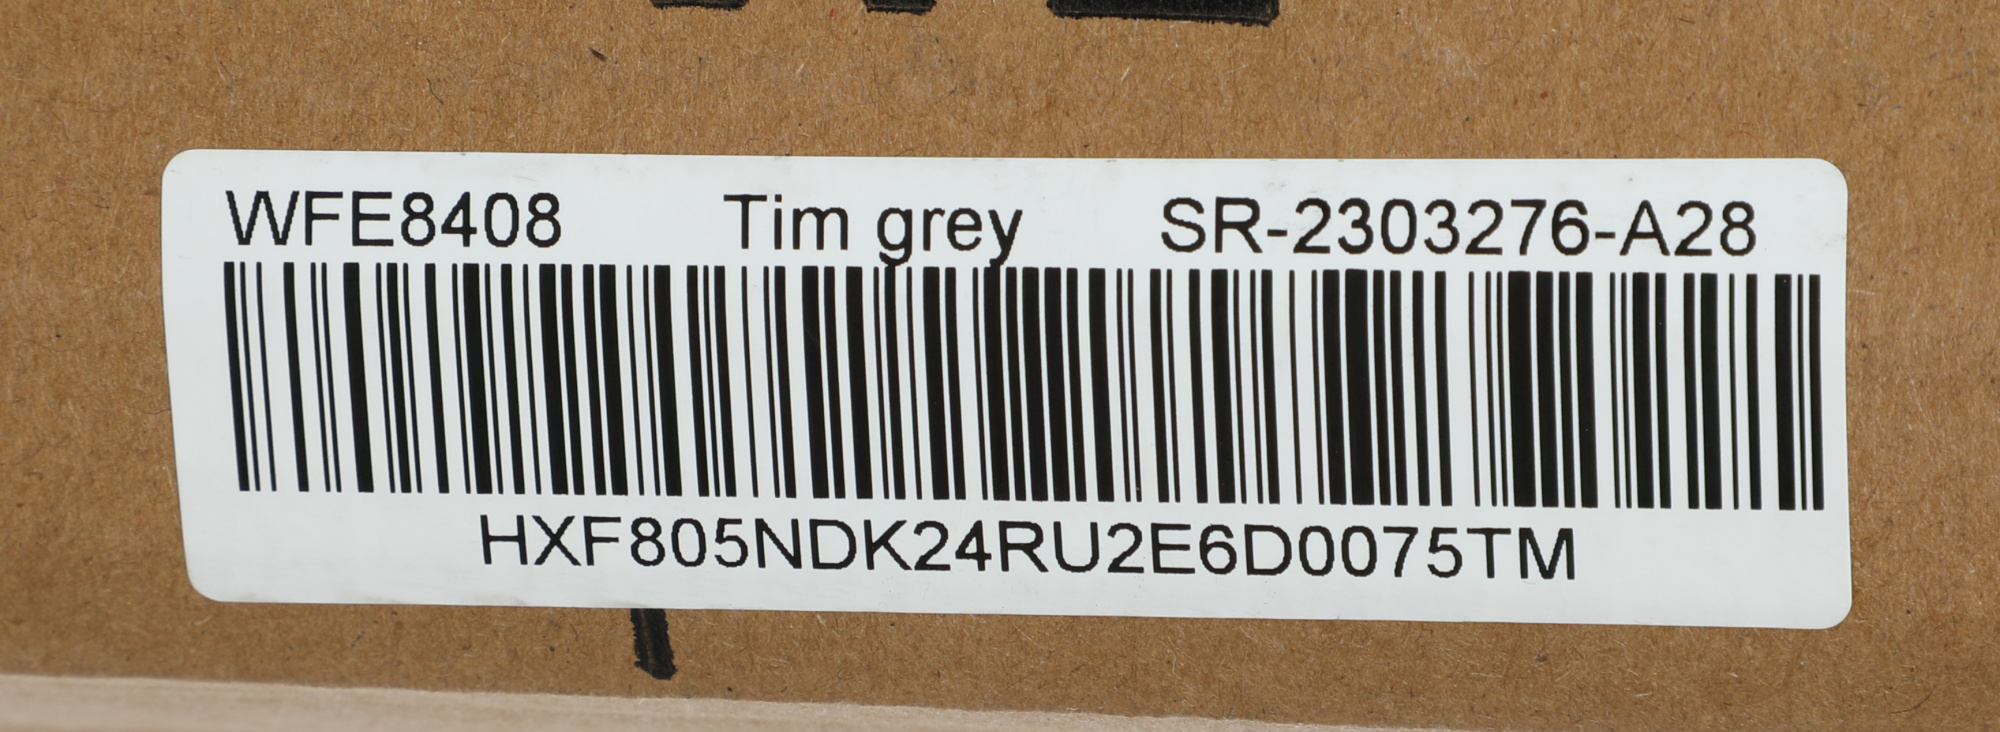 WFE8408 Tim grey SR-2303276-A28
HXF805NDK24RU2E6D0075TM